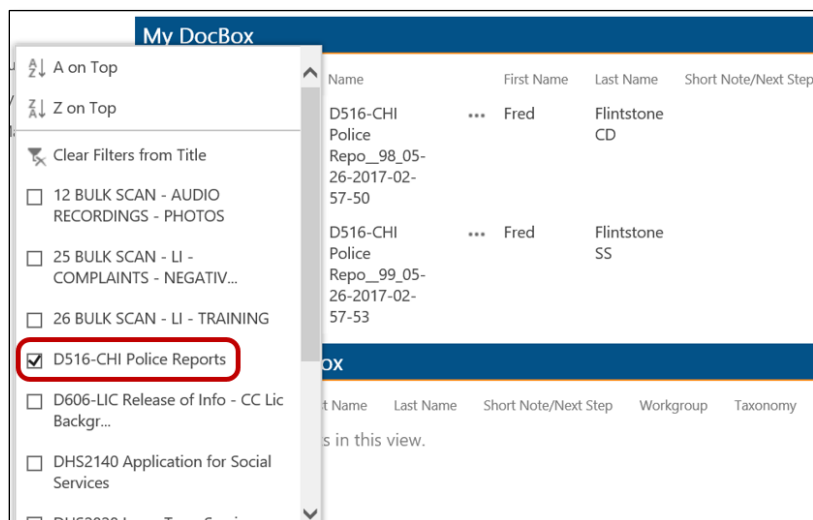 My DocBox
A on Top
Z on Top
Clear Filters from Title
12 BULK SCAN - AUDIO
RECORDINGS - PHOTOS
25 BULK SCAN - LI -
COMPLAINTS - NEGATIV...
26 BULK SCAN - LI - TRAINING
D516-CHI Police Reports
D606-LIC Release of Info - CC Lic
Backgr...
DHS2140 Application for Social
Services
Name First Name Last Name Short Note/Next Step
D516-CHI ... Fred Flintstone
Police CD
Repo__98_05-
26-2017-02-
57-50
D516-CHI ... Fred Flintstone
Police SS
Repo__99_05-
26-2017-02-
57-53
ox
t Name Last Name Short Note/Next Step Workgroup Taxonomy
s in this view.